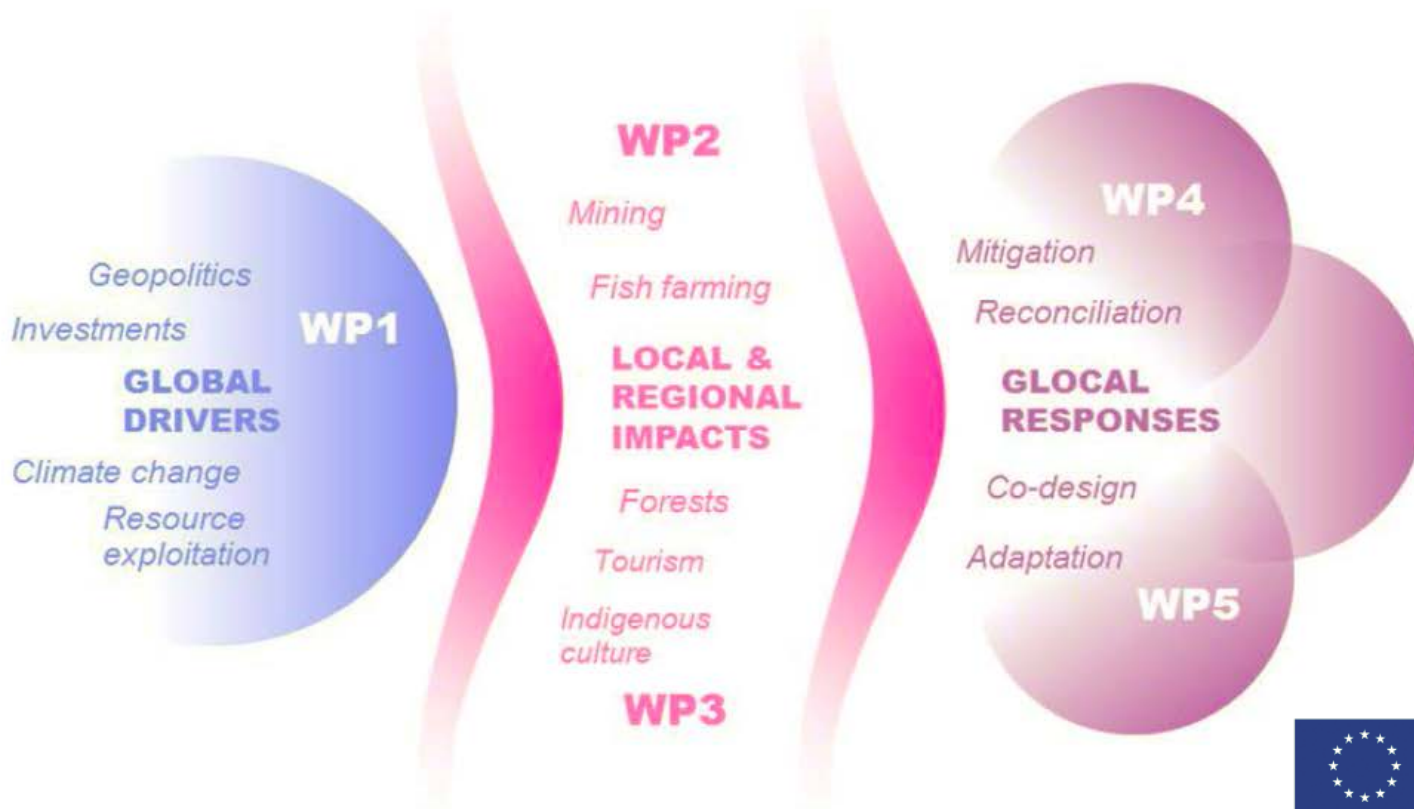 Geopolitics
Investments
WP1
GLOBAL
DRIVERS
Climate change
Resource
exploitation
WP2
Mining
Fish farming
LOCAL &
REGIONAL
IMPACTS
Forests
Tourism
Indigenous
culture
WP3
WP4
Mitigation
Reconciliation
GLOCAL
RESPONSES
Co-design
Adaptation
WP5